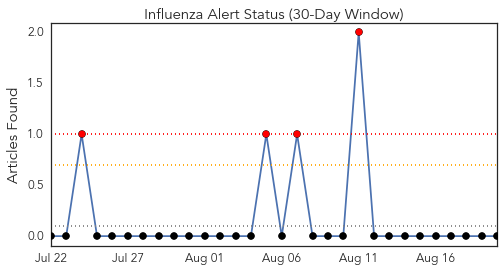 Influenza Alert Status (30-Day Window)
Articles Found
2.0
1.5
1.0
0.5
0.0
Jul 22 Jul 27 Aug 01 Aug 06 Aug 11 Aug 16